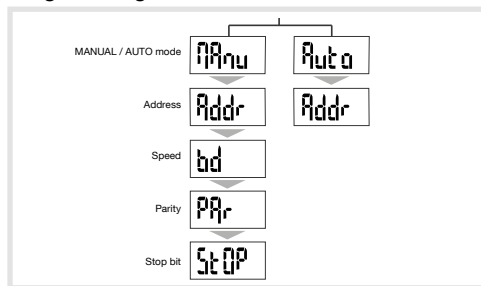 MANUAL / AUTO mode MAnu Auto
Address Addr Addr
Speed bd
Parity PAr
Stop bit StOP